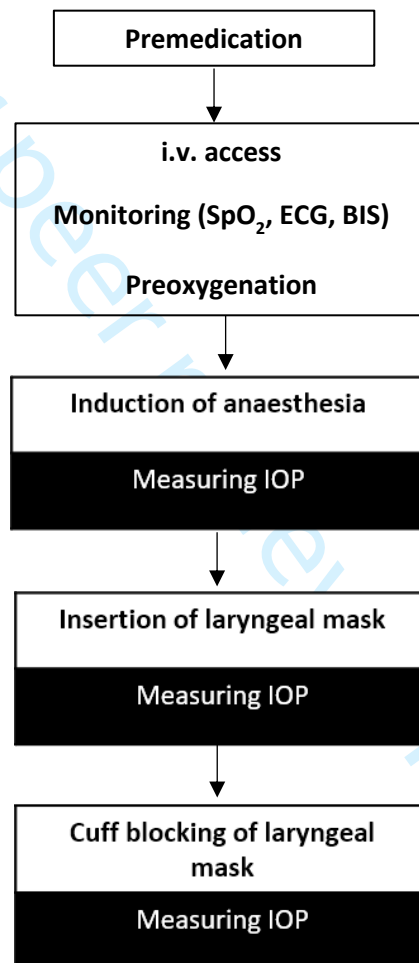 Premedication
i.v. access
Monitoring (SpO₂, ECG, BIS)
Preoxygenation
Induction of anaesthesia
Measuring IOP
Insertion of laryngeal mask
Measuring IOP
Cuff blocking of laryngeal
mask
Measuring IOP